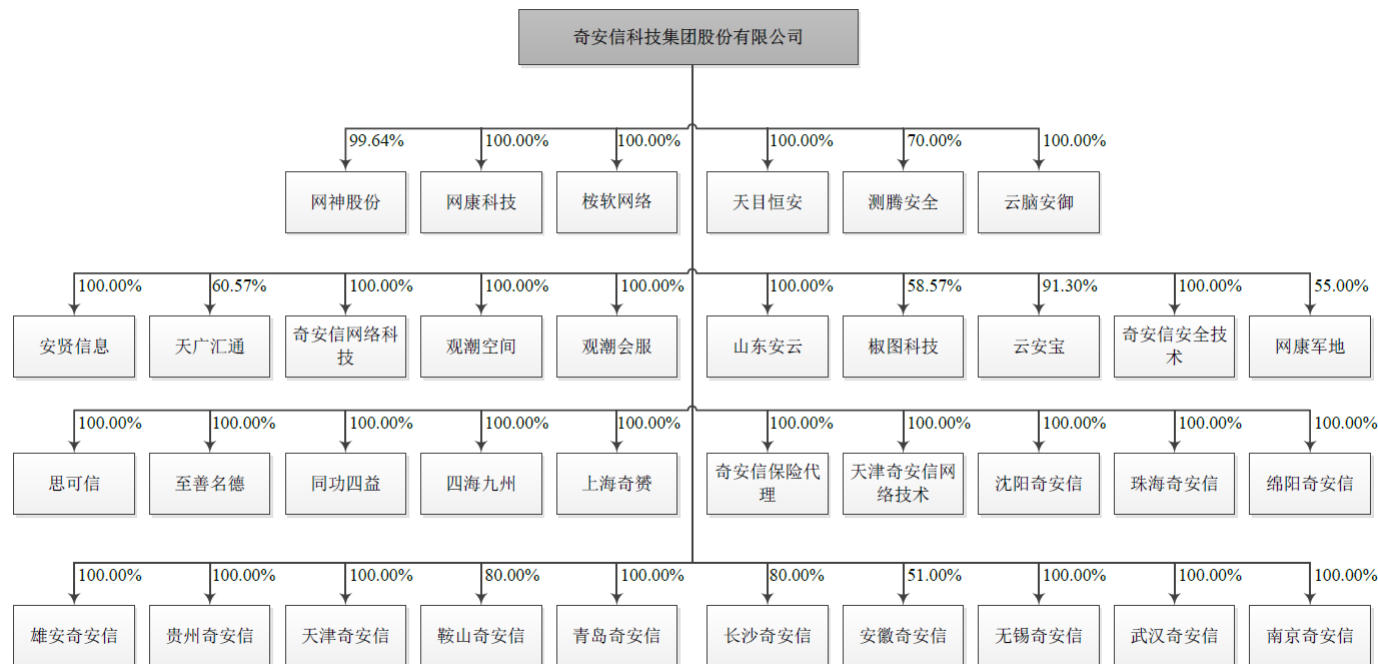 奇安信科技集团股份有限公司
99.64%
100.00%
100.00%
100.00%
70.00%
100.00%
网神股份
网康科技
桉软网络
天目恒安
测腾安全
云脑安御
100.00%
60.57%
100.00%
100.00%
100.00%
100.00%
58.57%
91.30%
100.00%
55.00%
安贤信息
天广汇通
奇安信网络科
技
观潮空间
观潮会服
山东安云
椒图科技
云安宝
奇安信安全技
术
网康军地
100.00%
100.00%
100.00%
100.00%
100.00%
100.00%
100.00%
100.00%
100.00%
100.00%
思可信
至善名德
同功四益
四海九州
上海奇赟
奇安信保险代
理
天津奇安信网
络技术
沈阳奇安信
珠海奇安信
绵阳奇安信
100.00%
100.00%
100.00%
80.00%
100.00%
80.00%
51.00%
100.00%
100.00%
100.00%
雄安奇安信
贵州奇安信
天津奇安信
鞍山奇安信
青岛奇安信
长沙奇安信
安徽奇安信
无锡奇安信
武汉奇安信
南京奇安信